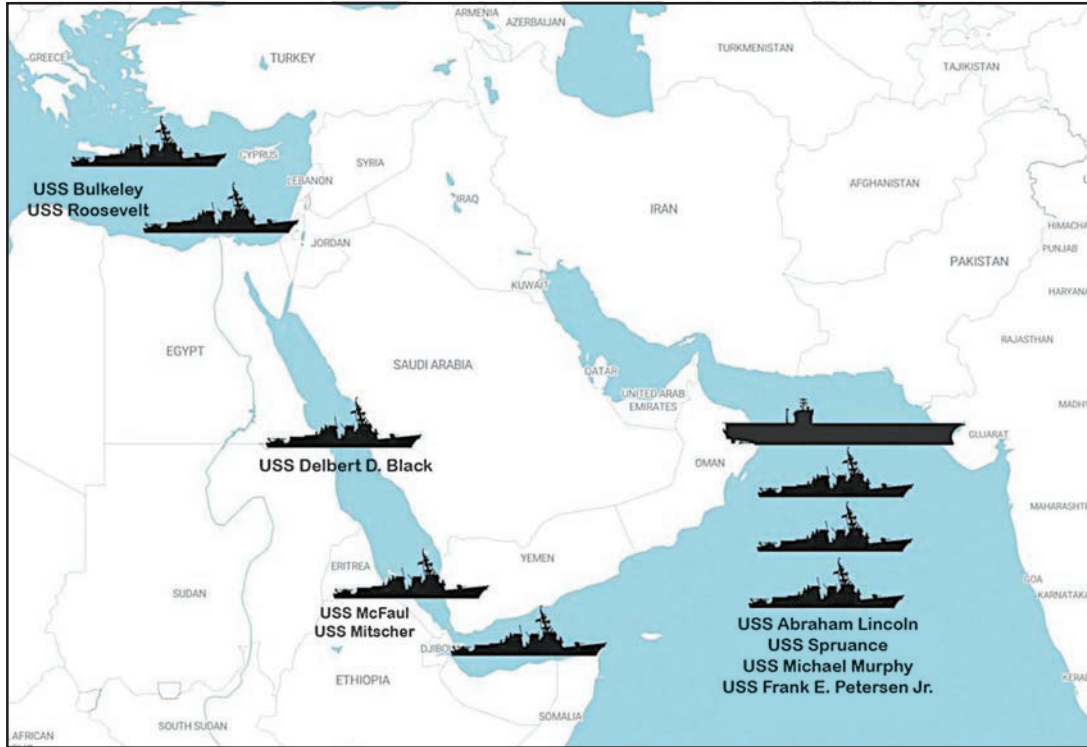 ARMENIA
AZERBAIJAN
GREECE
TURKEY
TURKMENISTAN
TAJIKISTAN
CYPRUS
SYRIA
LEBANON
AFGHANISTAN
USS Bulkeley
USS Roosevelt
IRAQ
IRAN
HIMACHA
JORDAN
PUNJAB
PAKISTAN
KUWAIT
HARYANA
RAJASTHAN
EGYPT
SAUDI ARABIA
QATAR
UNITED ARAB
EMIRATES
MADHY
GUJARAT
USS Delbert D. Black
OMAN
MAHARASHTR
YEMEN
ERITREA
GOA
SUDAN
KARNATAKA
USS McFaul
USS Mitscher
USS Abraham Lincoln
USS Spruance
USS Michael Murphy
USS Frank E. Petersen Jr.
DJIBOU
ETHIOPIA
KERA
SOMALIA
SOUTH SUDAN
AFRICAN